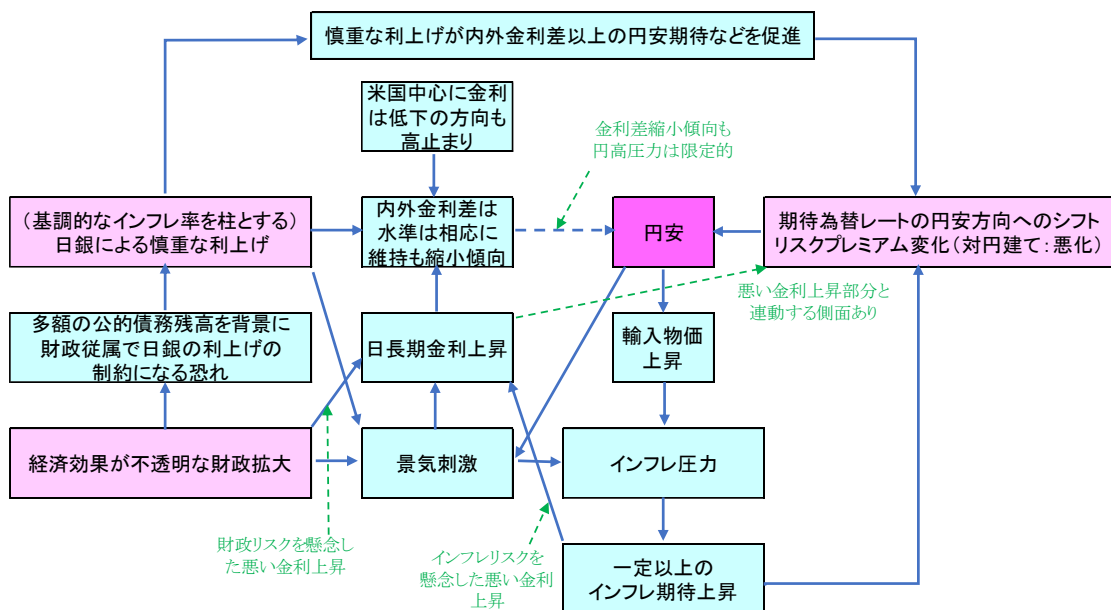 慎重な利上げが内外金利差以上の円安期待などを促進
米国中心に金利
は低下の方向も
高止まり
金利差縮小傾向も
円高圧力は限定的
（基調的なインフレ率を柱とする）
日銀による慎重な利上げ
内外金利差は
水準は相応に
維持も縮小傾向
円安
期待為替レートの円安方向へのシフト
リスクプレミアム変化（対円建て：悪化）
悪い金利上昇部分と
連動する側面あり
多額の公的債務残高を背景に
財政従属で日銀の利上げの
制約になる恐れ
日長期金利上昇
輸入物価
上昇
経済効果が不透明な財政拡大
景気刺激
インフレ圧力
財政リスクを懸念し
た悪い金利上昇
インフレリスクを
懸念した悪い金利
上昇
一定以上の
インフレ期待上昇